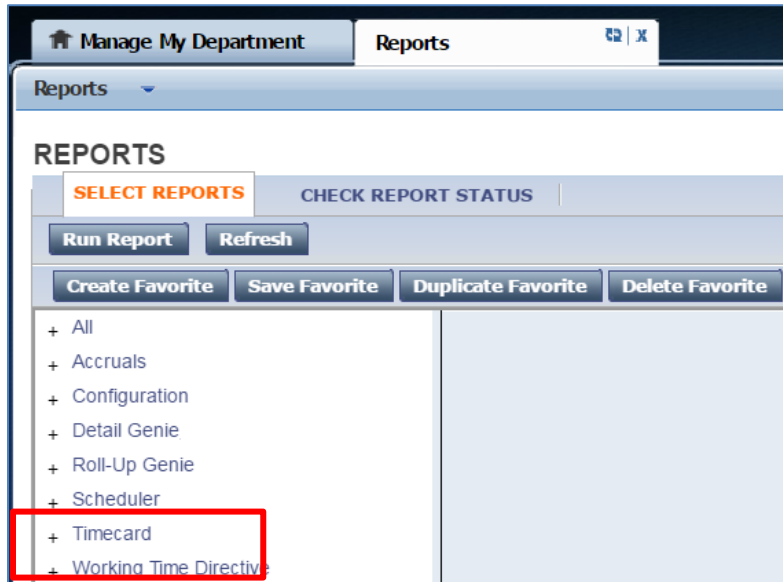 Manage My Department Reports X
Reports
REPORTS
SELECT REPORTS CHECK REPORT STATUS
Run Report Refresh
Create Favorite Save Favorite Duplicate Favorite Delete Favorite
+ All
+ Accruals
+ Configuration
+ Detail Genie
+ Roll-Up Genie
+ Scheduler
+ Timecard
+ Working Time Directive